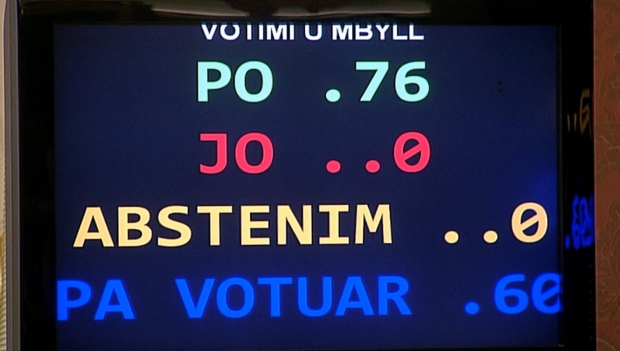 VOTIMI U MBYLL
PO .76
JO ..0
ABSTENIM ..0
PA VOTUAR .60